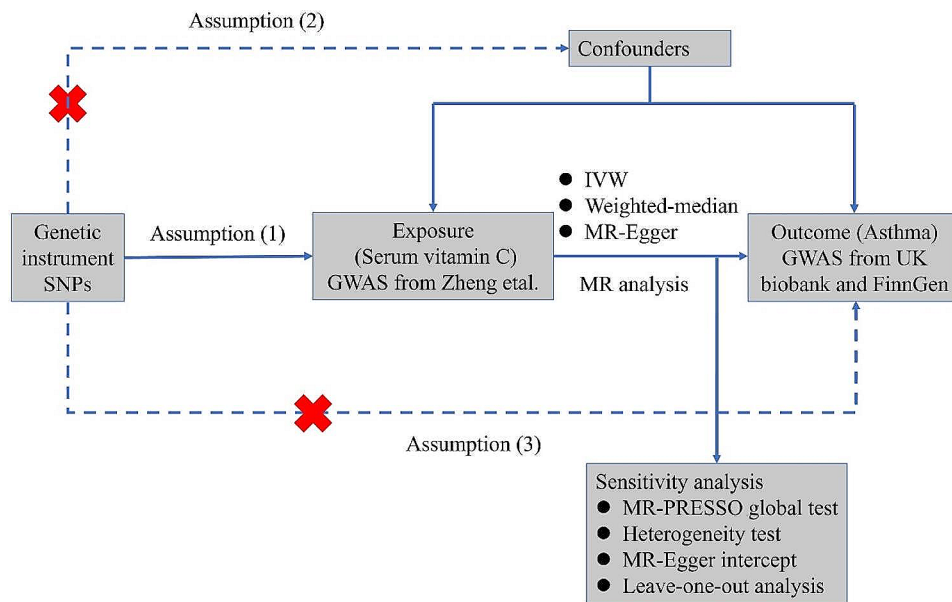 Assumption (2)
Confounders
● IVW
● Weighted-median
● MR-Egger
Genetic
instrument
SNPs
Assumption (1)
Exposure
(Serum vitamin C)
GWAS from Zheng etal.
MR analysis
Outcome (Asthma)
GWAS from UK
biobank and FinnGen
Assumption (3)
Sensitivity analysis
● MR-PRESSO global test
● Heterogeneity test
● MR-Egger intercept
● Leave-one-out analysis